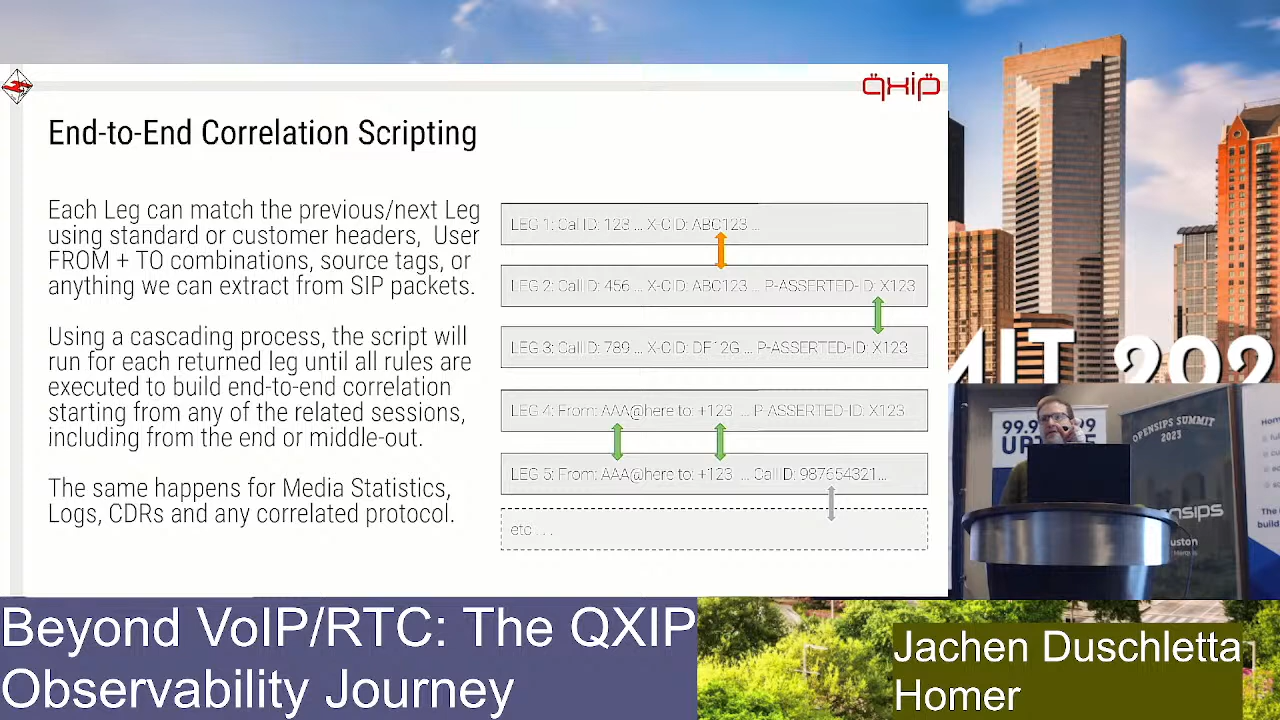 qxip
End-to-End Correlation Scripting
Each Leg can match the previous/next Leg
using standard or customer headers, User
FROM + TO combinations, source tags, or
anything we can extract from SIP packets.
Using a cascading process, the script will
run for each returned leg until all rules are
executed to build end-to-end correlation
starting from any of the related sessions,
including from the end or middle-out.
The same happens for Media Statistics,
Logs, CDRs and any correlated protocol.
LEG 1: Call ID: 123 ... X-CID: ABC123 ...
LEG 2: Call ID: 456 ... X-CID: ABC123 ... P-ASSERTED-ID: X123
LEG 3: Call ID: 789 ... X-CID: DF12G ... P-ASSERTED-ID: X123
LEG 4: From: AAA@here to: +123 ... P-ASSERTED-ID: X123
LEG 5: From: AAA@here to: +123 ... Call ID: 987654321...
etc . . .
MIT 202
OPENSIPS SUMMIT
2023
Beyond VoIP/RTC: The QXIP
Observability Journey
Jachen Duschletta
Homer